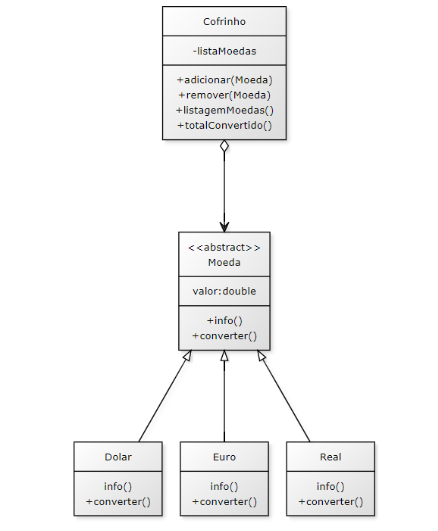 Cofrinho
-listaMoedas
+adicionar(Moeda)
+remover(Moeda)
+listagemMoedas()
+totalConvertido()
<<abstract>>
Moeda
valor:double
+info()
+converter()
Dolar
info()
+converter()
Euro
info()
+converter()
Real
info()
+converter()